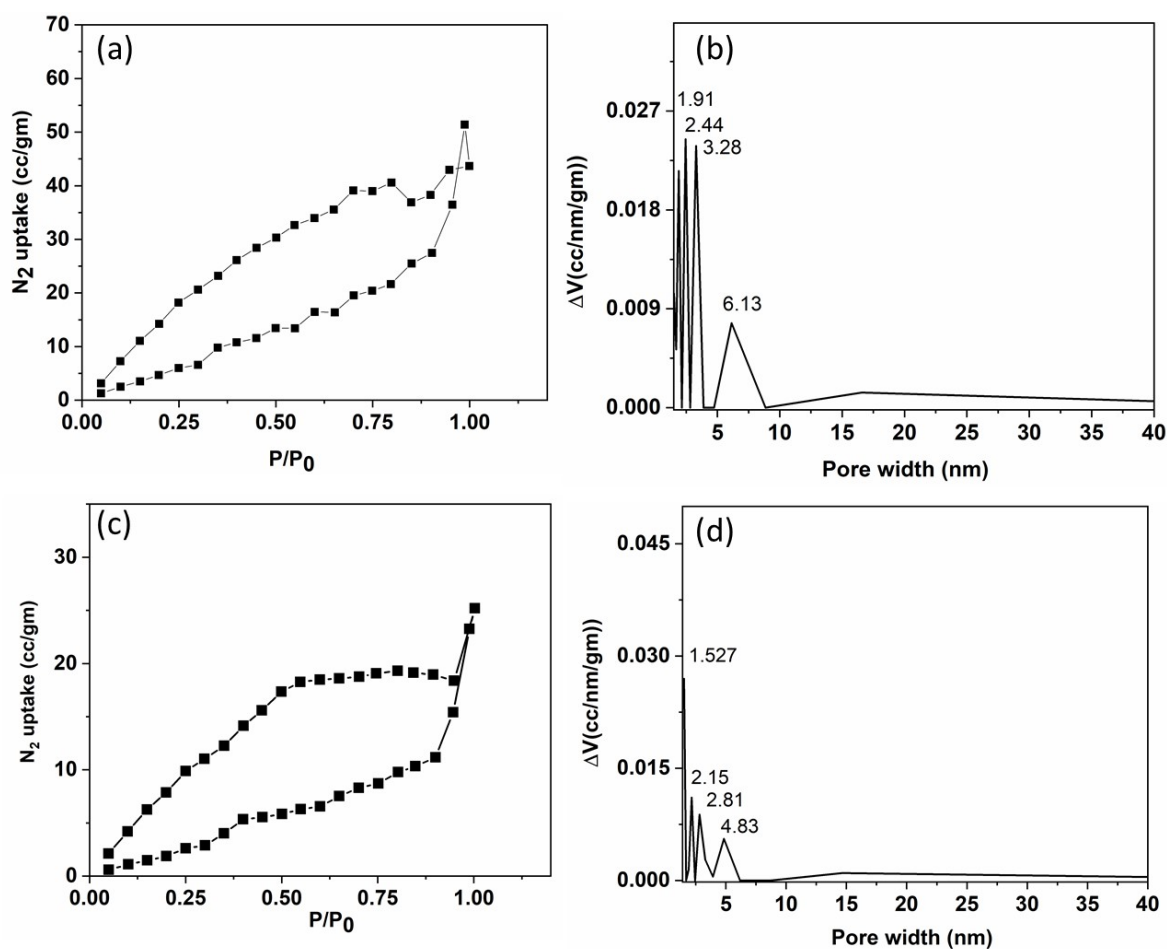 (a)
N2 uptake (cc/gm)
70
60
50
40
30
20
10
0
0.00 0.25 0.50 0.75 1.00
P/P0
(b)
ΔV(cc/nm/gm))
0.027
0.018
0.009
0.000
1.91
2.44
3.28
6.13
5 10 15 20 25 30 35 40
Pore width (nm)
(c)
N2 uptake (cc/gm)
30
20
10
0
0.00 0.25 0.50 0.75 1.00
P/P0
(d)
ΔV(cc/nm/gm))
0.045
0.030
0.015
0.000
1.527
2.15
2.81
4.83
5 10 15 20 25 30 35 40
Pore width (nm)